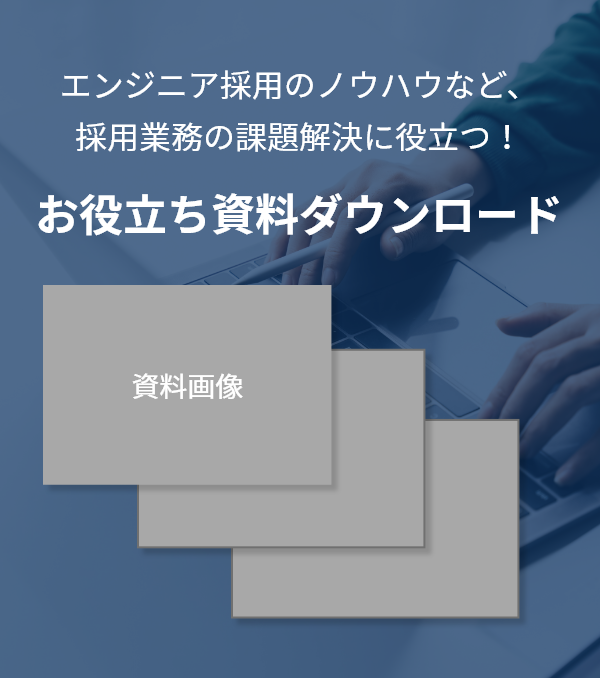 エンジニア採用のノウハウなど、
採用業務の課題解決に役立つ！
お役立ち資料ダウンロード
資料画像